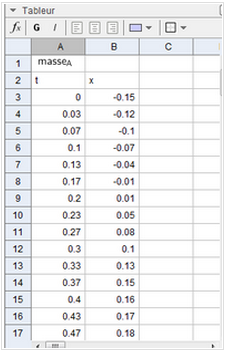 Tableur
fx G I
A B C
1 masseA
2 t x
3 0 -0.15
4 0.03 -0.12
5 0.07 -0.1
6 0.1 -0.07
7 0.13 -0.04
8 0.17 -0.01
9 0.2 0.01
10 0.23 0.05
11 0.27 0.08
12 0.3 0.1
13 0.33 0.13
14 0.37 0.15
15 0.4 0.16
16 0.43 0.17
17 0.47 0.18